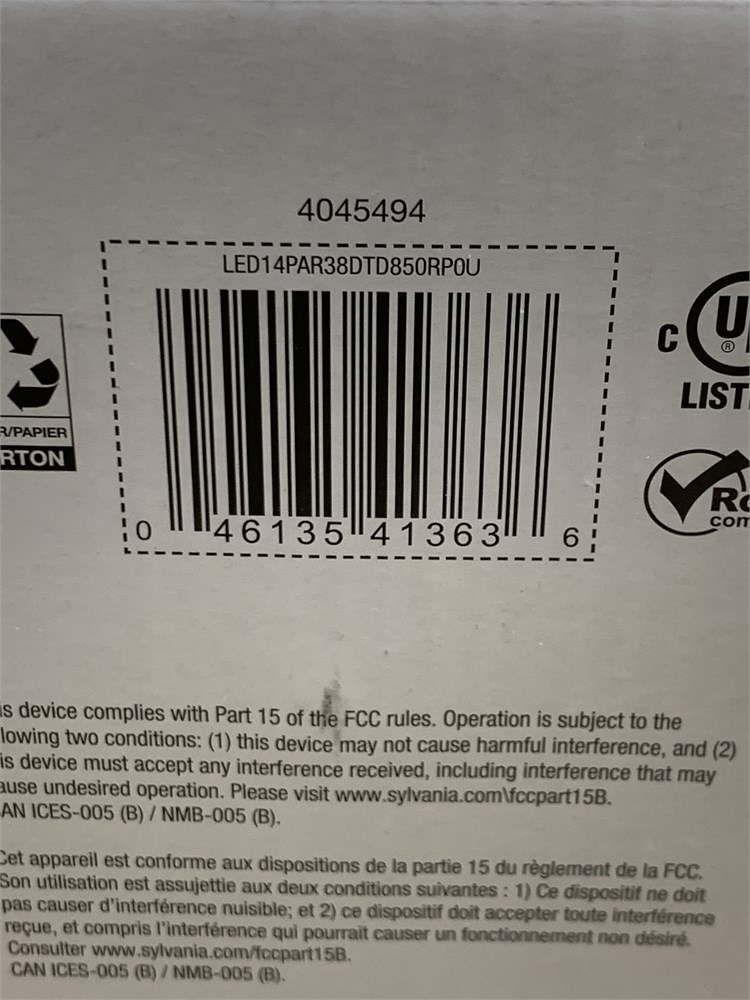 4045494
LED14PAR38DTD850RP0U
0 46135 41363 6
R/PAPIER
RTON
C U ®
LIST
Ro
com
is device complies with Part 15 of the FCC rules. Operation is subject to the
lowing two conditions: (1) this device may not cause harmful interference, and (2)
is device must accept any interference received, including interference that may
ause undesired operation. Please visit www.sylvania.com\fccpart15B.
AN ICES-005 (B) / NMB-005 (B).
Cet appareil est conforme aux dispositions de la partie 15 du règlement de la FCC.
Son utilisation est assujettie aux deux conditions suivantes : 1) Ce dispositif ne doit
pas causer d'interférence nuisible; et 2) ce dispositif doit accepter toute interférence
reçue, et compris l'interférence qui pourrait causer un fonctionnement non désiré.
Consulter www.sylvania.com/fccpart15B.
CAN ICES-005 (B) / NMB-005 (B).